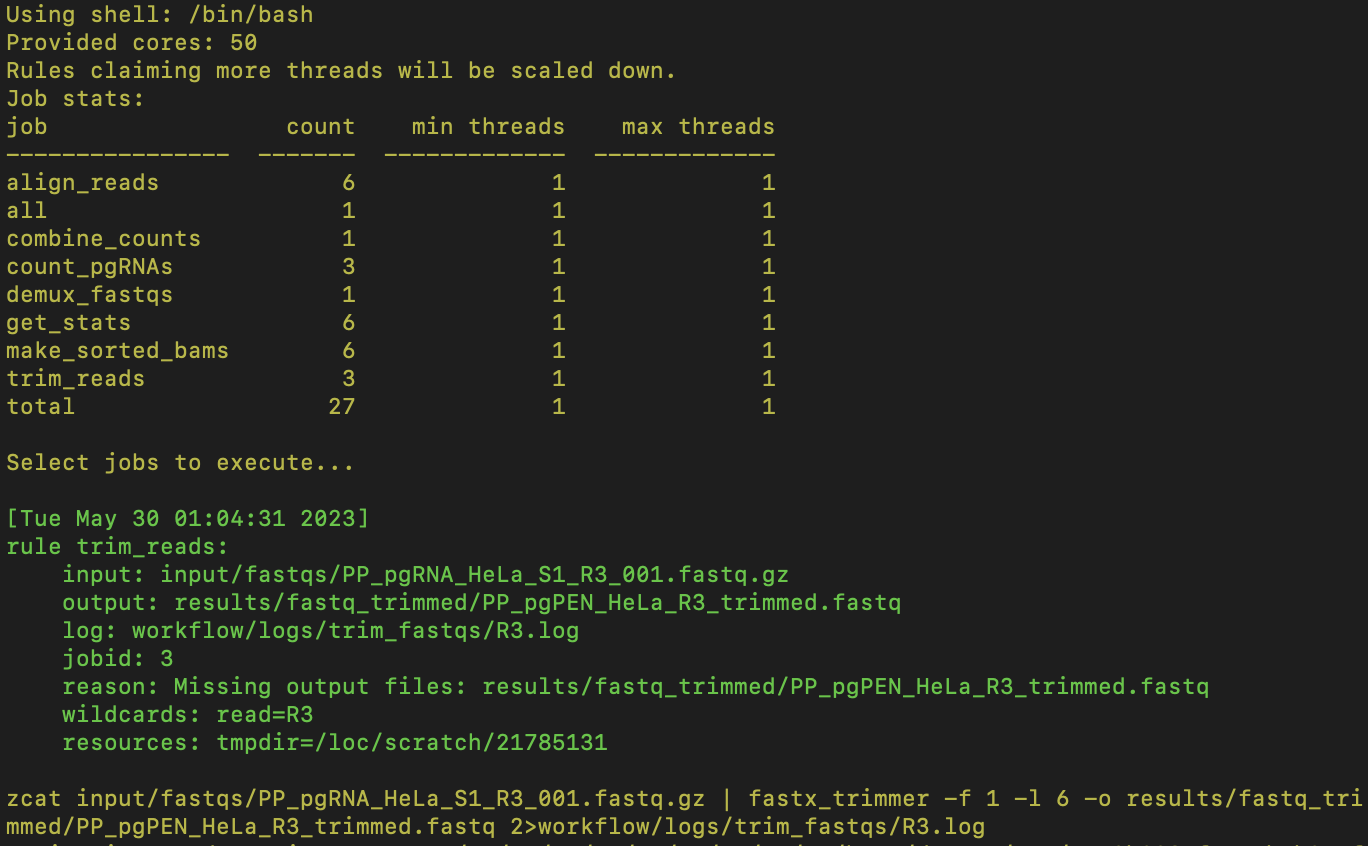 Using shell: /bin/bash
Provided cores: 50
Rules claiming more threads will be scaled down.
Job stats:
job                 count    min threads    max threads
----------------  -------  -------------  -------------
align_reads             6              1              1
all                     1              1              1
combine_counts          1              1              1
count_pgRNAs            3              1              1
demux_fastqs            1              1              1
get_stats               6              1              1
make_sorted_bams        6              1              1
trim_reads              3              1              1
total                  27              1              1
Select jobs to execute...
[Tue May 30 01:04:31 2023]
rule trim_reads:
    input: input/fastqs/PP_pgRNA_HeLa_S1_R3_001.fastq.gz
    output: results/fastq_trimmed/PP_pgPEN_HeLa_R3_trimmed.fastq
    log: workflow/logs/trim_fastqs/R3.log
    jobid: 3
    reason: Missing output files: results/fastq_trimmed/PP_pgPEN_HeLa_R3_trimmed.fastq
    wildcards: read=R3
    resources: tmpdir=/loc/scratch/21785131
zcat input/fastqs/PP_pgRNA_HeLa_S1_R3_001.fastq.gz | fastx_trimmer -f 1 -l 6 -o results/fastq_tri
mmed/PP_pgPEN_HeLa_R3_trimmed.fastq 2>workflow/logs/trim_fastqs/R3.log